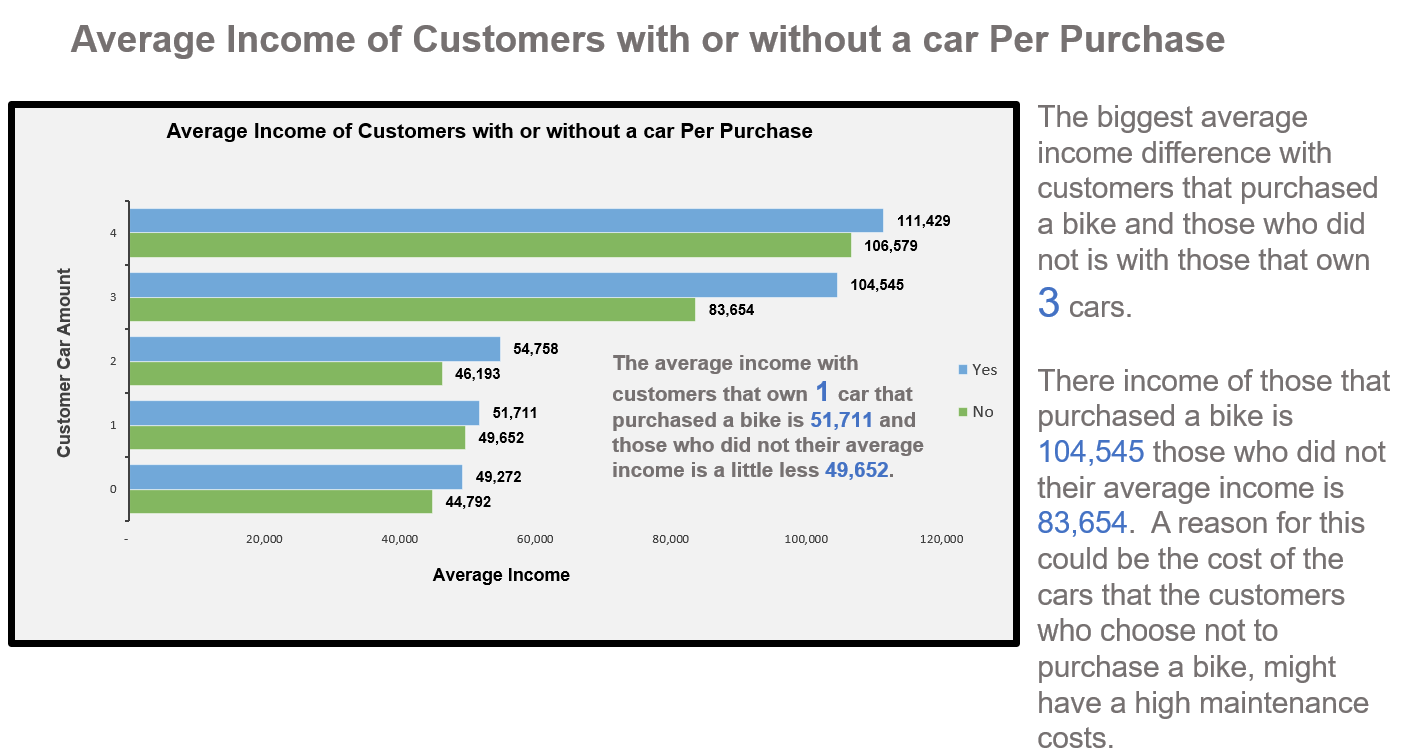 Average Income of Customers with or without a car Per Purchase
Average Income of Customers with or without a car Per Purchase
Customer Car Amount
4
111,429
106,579
3
104,545
83,654
2
54,758
46,193
1
51,711
49,652
0
49,272
44,792
-
20,000
40,000
60,000
80,000
100,000
120,000
Average Income
The average income with
customers that own 1 car that
purchased a bike is 51,711 and
those who did not their average
income is a little less 49,652.
Yes
No
The biggest average
income difference with
customers that purchased
a bike and those who did
not is with those that own
3 cars.
There income of those that
purchased a bike is
104,545 those who did not
their average income is
83,654. A reason for this
could be the cost of the
cars that the customers
who choose not to
purchase a bike, might
have a high maintenance
costs.